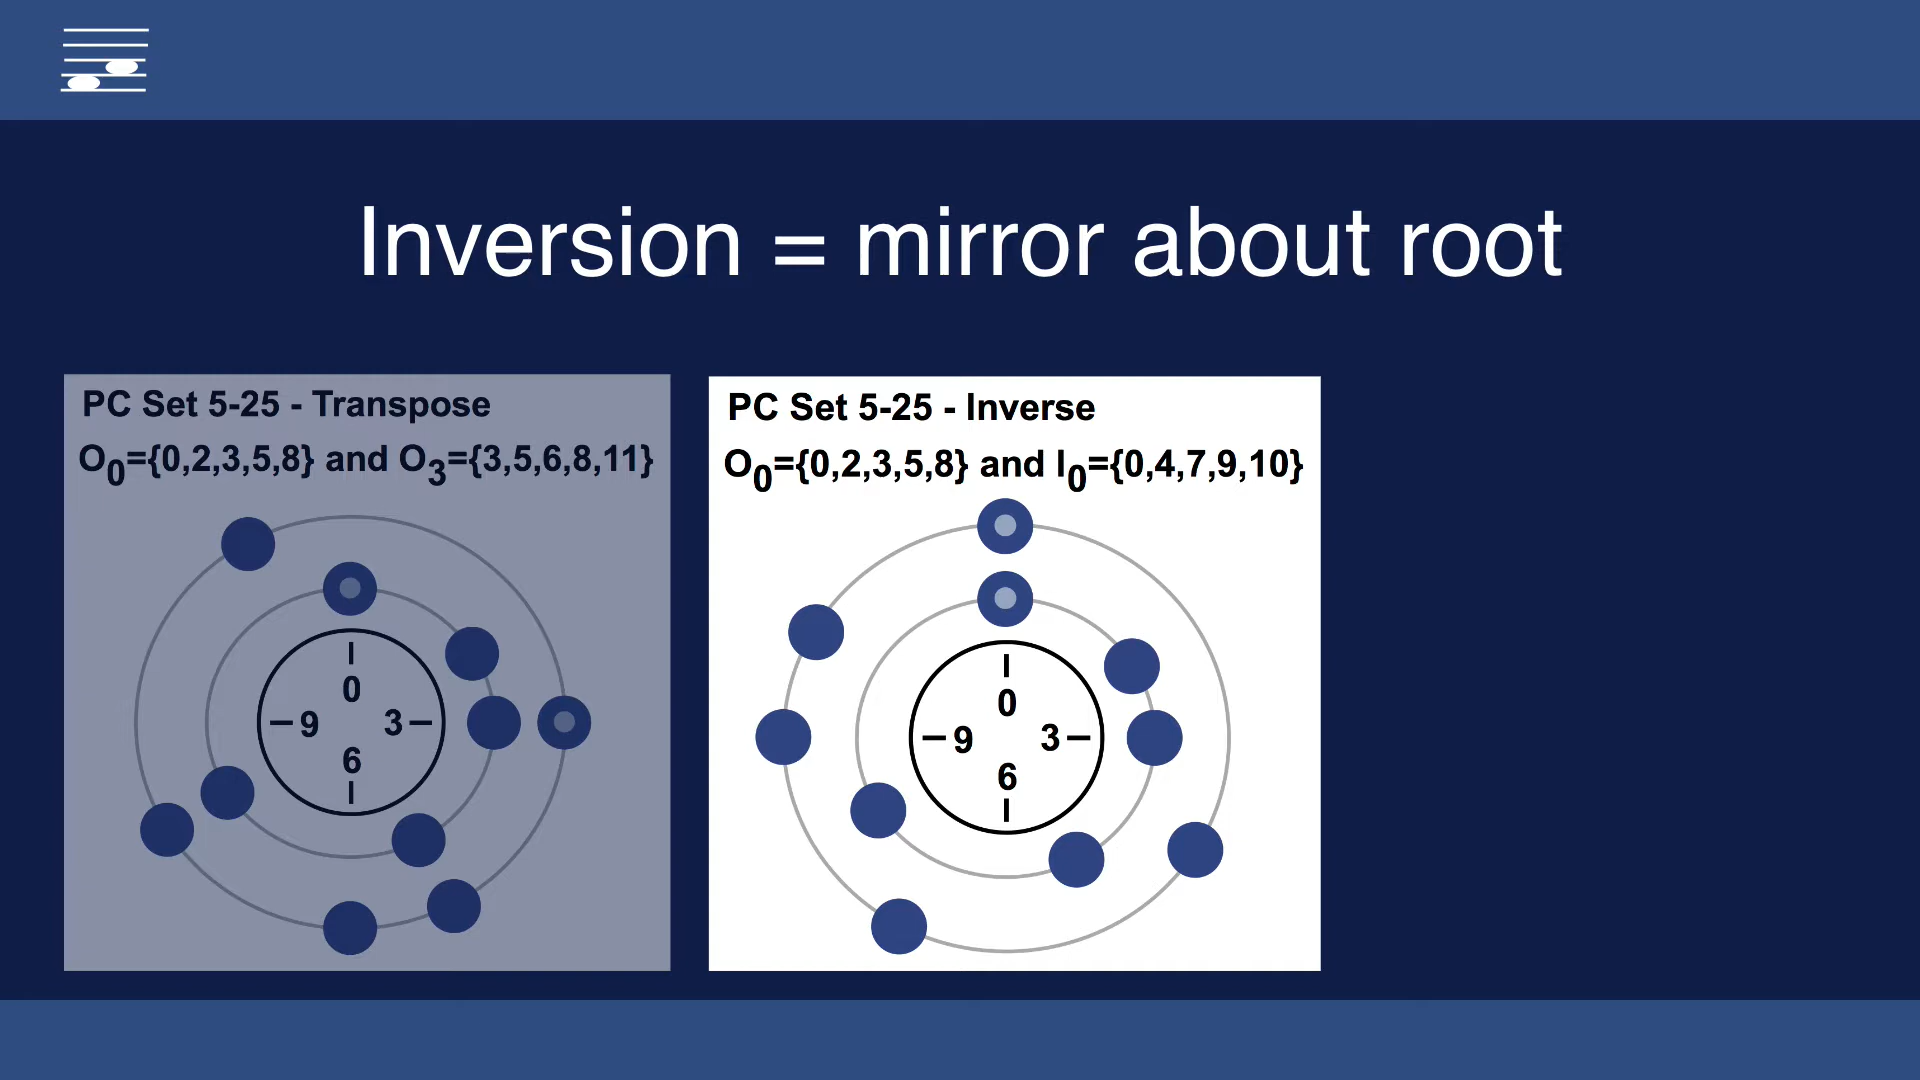 Inversion = mirror about root
PC Set 5-25 - Transpose
O0={0,2,3,5,8} and O3={3,5,6,8,11}
0
9 3
6
PC Set 5-25 - Inverse
O0={0,2,3,5,8} and I0={0,4,7,9,10}
0
9 3
6